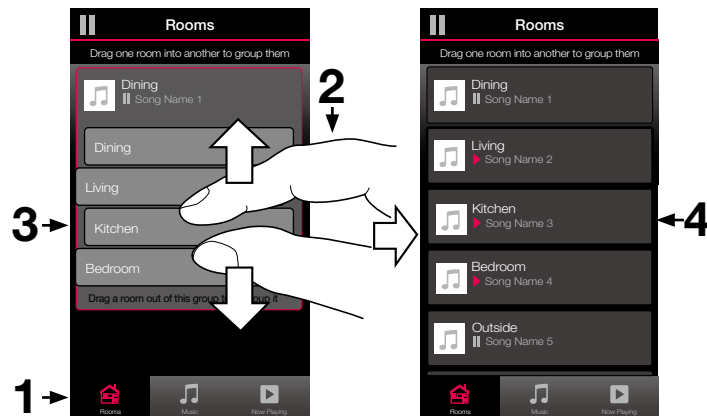 Rooms
Drag one room into another to group them
Dining
Song Name 1
Dining
Living
Kitchen
Bedroom
Drag a room out of this group t oup it
Rooms
Music
Now Playing
1
2
3
Rooms
Drag one room into another to group them
Dining
Song Name 1
Living
Song Name 2
Kitchen
Song Name 3
Bedroom
Song Name 4
Outside
Song Name 5
Rooms
Music
Now Playing
4